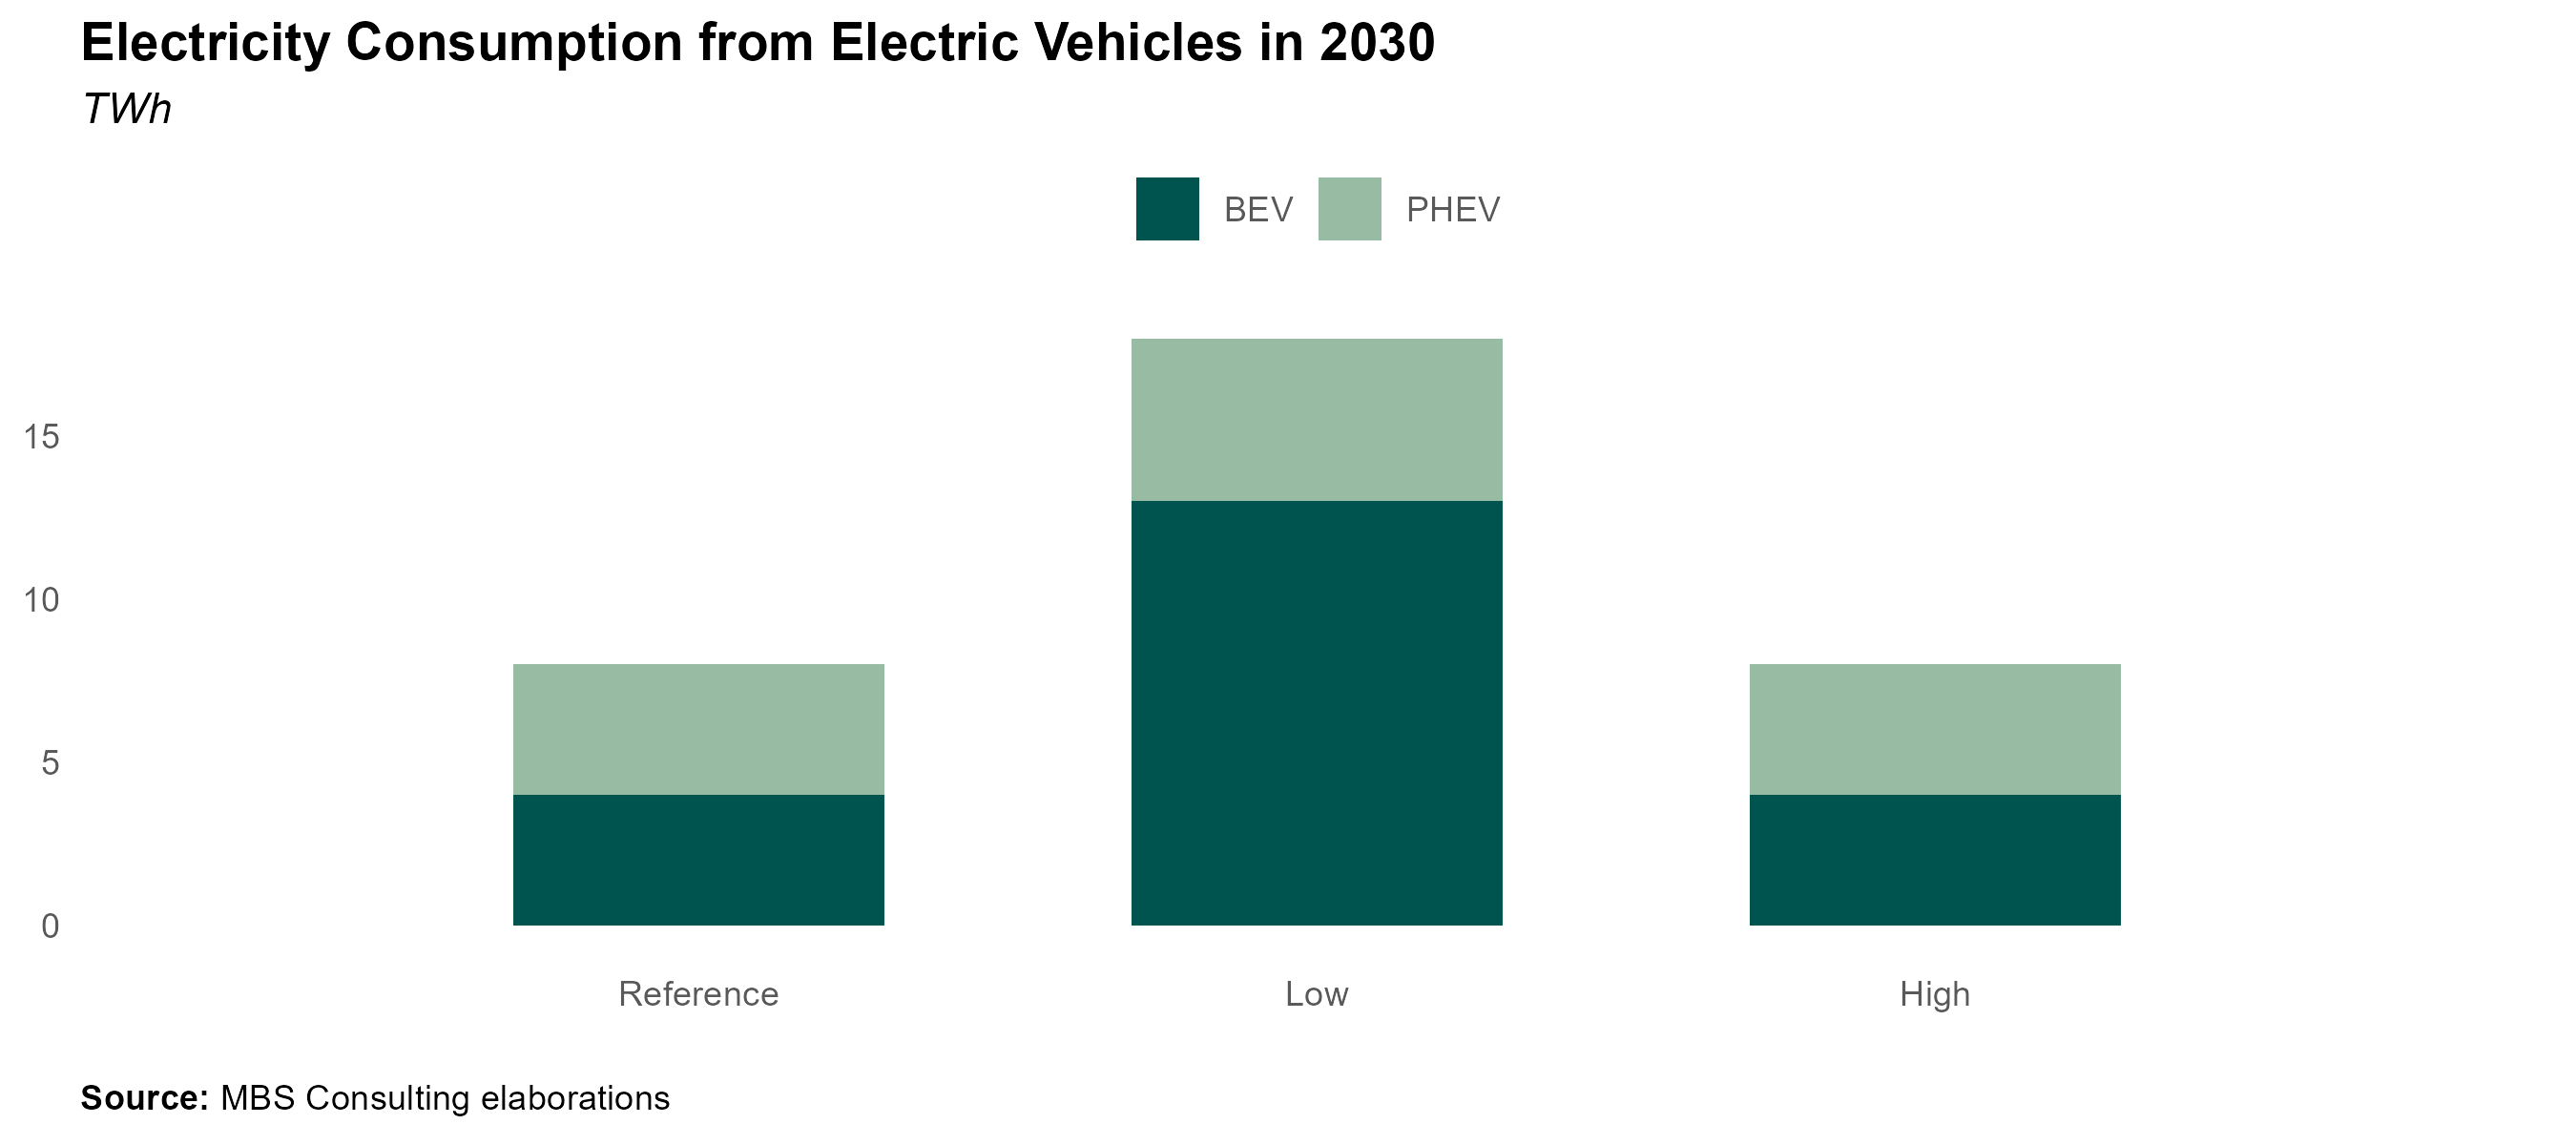 Electricity Consumption from Electric Vehicles in 2030
TWh
BEV PHEV
15
10
5
0
Reference Low High
Source: MBS Consulting elaborations